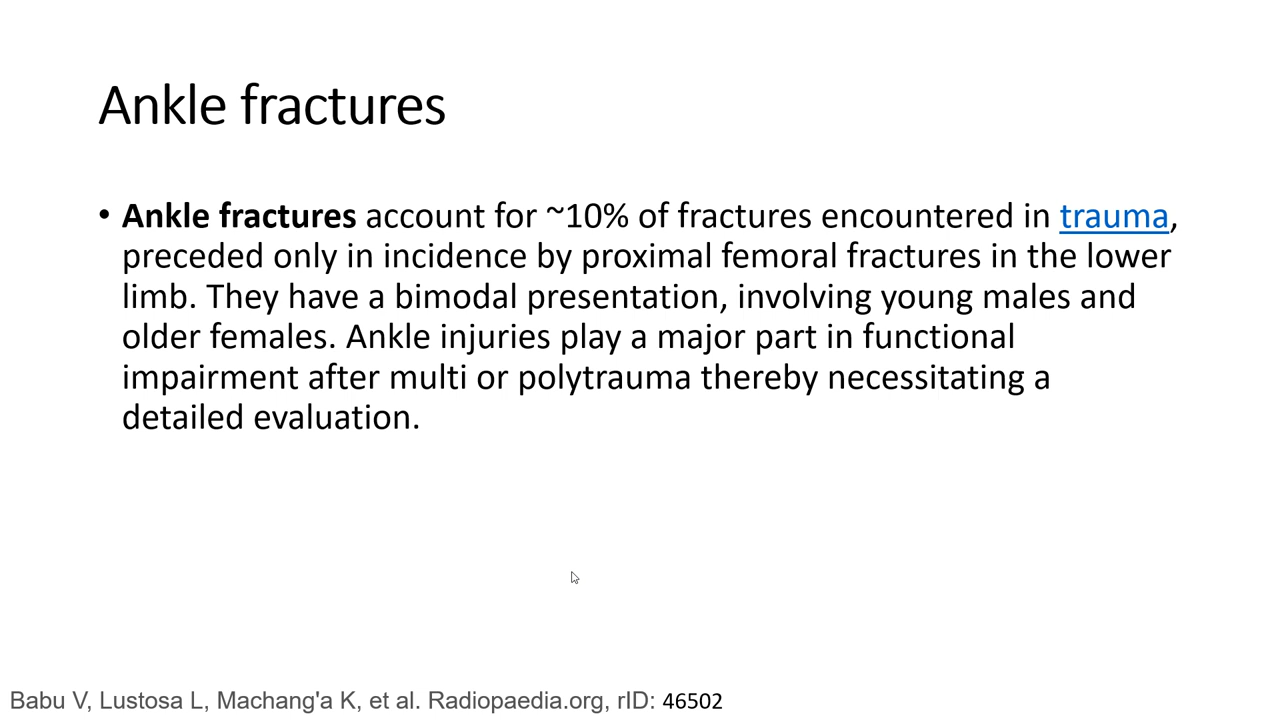 Ankle fractures
• Ankle fractures account for ~10% of fractures encountered in trauma,
preceded only in incidence by proximal femoral fractures in the lower
limb. They have a bimodal presentation, involving young males and
older females. Ankle injuries play a major part in functional
impairment after multi or polytrauma thereby necessitating a
detailed evaluation.
Babu V, Lustosa L, Machang'a K, et al. Radiopaedia.org, rID: 46502